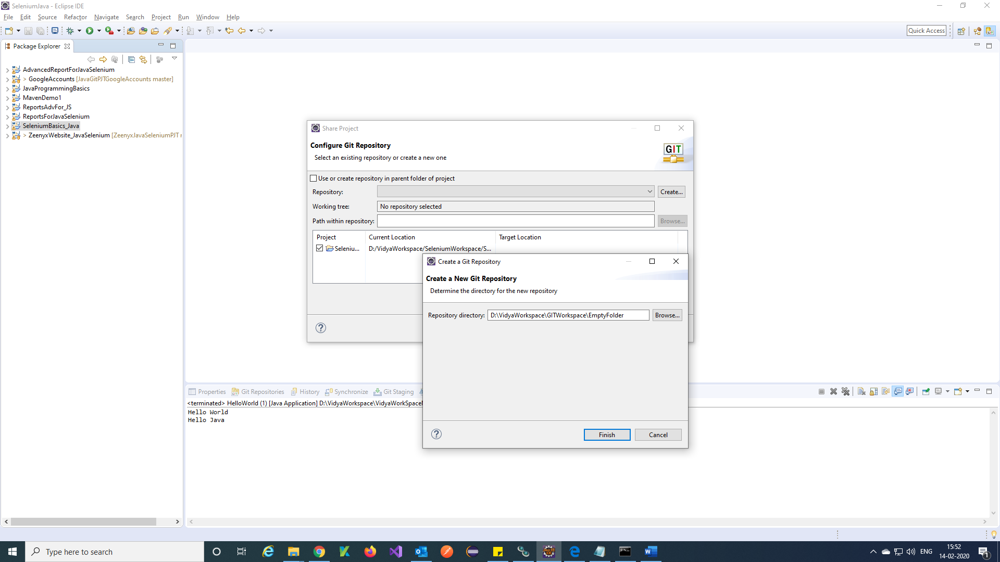 SeleniumJava - Eclipse IDE
File Edit Source Refactor Navigate Search Project Run Window Help
Quick Access
Package Explorer
AdvancedReportForJavaSelenium
> GoogleAccounts [JavaGitPJTGoogleAccounts master]
JavaProgrammingBasics
MavenDemo1
ReportsAdvFor_JS
ReportsForJavaSelenium
SeleniumBasics_Java
> ZeenyxWebsite_JavaSelenium [ZeenyxJavaSeleniumPJT r
Share Project
Configure Git Repository
Select an existing repository or create a new one
GIT
Use or create repository in parent folder of project
Repository:
Create...
Working tree: No repository selected
Path within repository:
Browse...
Project Current Location Target Location
Seleniu... D:/VidyaWorkspace/SeleniumWorkspace/S...
Create a Git Repository
Create a New Git Repository
Determine the directory for the new repository
Repository directory: D:\VidyaWorkspace\GITWorkspace\EmptyFolder Browse...
Finish Cancel
Properties Git Repositories History Synchronize Git Staging
<terminated> HelloWorld (1) [Java Application] D:\VidyaWorkspace\VidyaWorkSpace
Hello World
Hello Java
Type here to search
ENG
15:52
14-02-2020
1